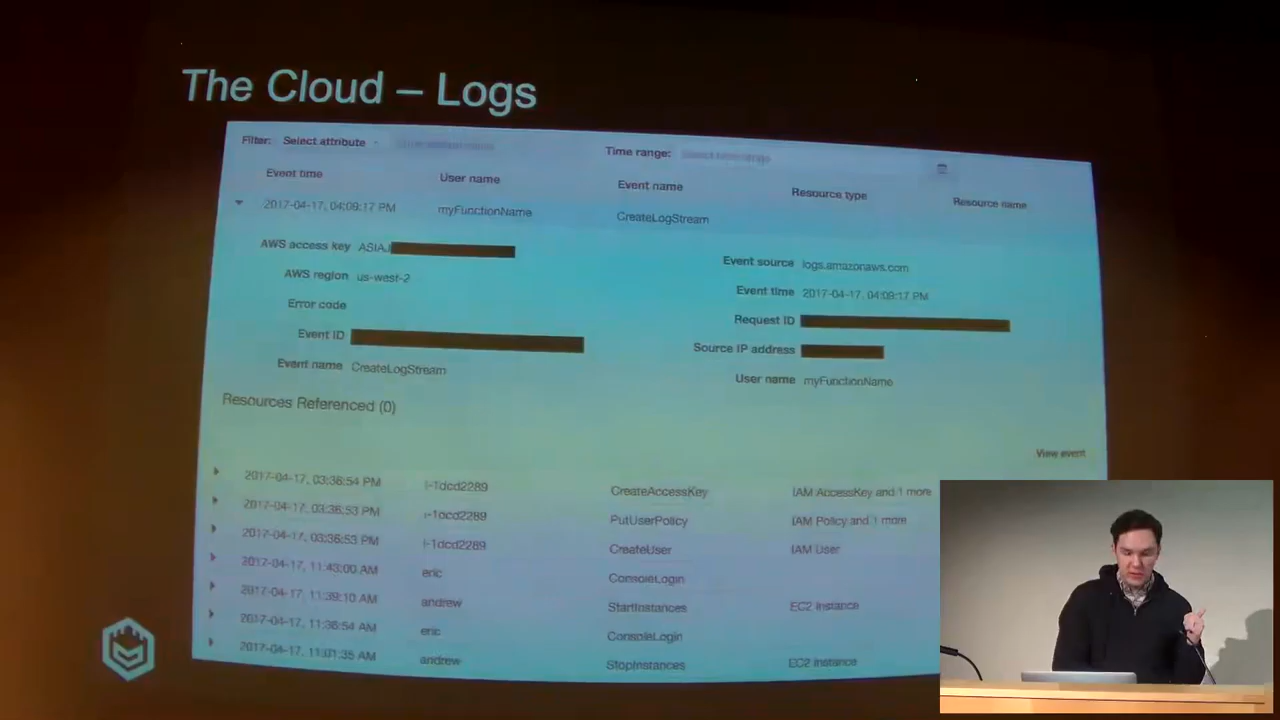 The Cloud – Logs
Filter: Select attribute Time range:
Event time User name Event name Resource type Resource name
2017-04-17, 04:09:17 PM myFunctionName CreateLogStream
AWS access key ASIAJ
Event source logs.amazonaws.com
AWS region us-west-2
Event time 2017-04-17, 04:09:17 PM
Error code
Request ID
Event ID
Source IP address
Event name CreateLogStream
User name myFunctionName
Resources Referenced (0)
View event
2017-04-17, 03:36:54 PM i-1dcd2289 CreateAccessKey IAM AccessKey and 1 more
2017-04-17, 03:36:53 PM i-1dcd2289 PutUserPolicy IAM Policy and 1 more
2017-04-17, 03:36:53 PM i-1dcd2289 CreateUser IAM User
2017-04-17, 11:43:00 AM eric ConsoleLogin
2017-04-17, 11:39:10 AM andrew StartInstances EC2 Instance
2017-04-17, 11:36:54 AM eric ConsoleLogin
2017-04-17, 11:01:35 AM andrew StopInstances EC2 Instance